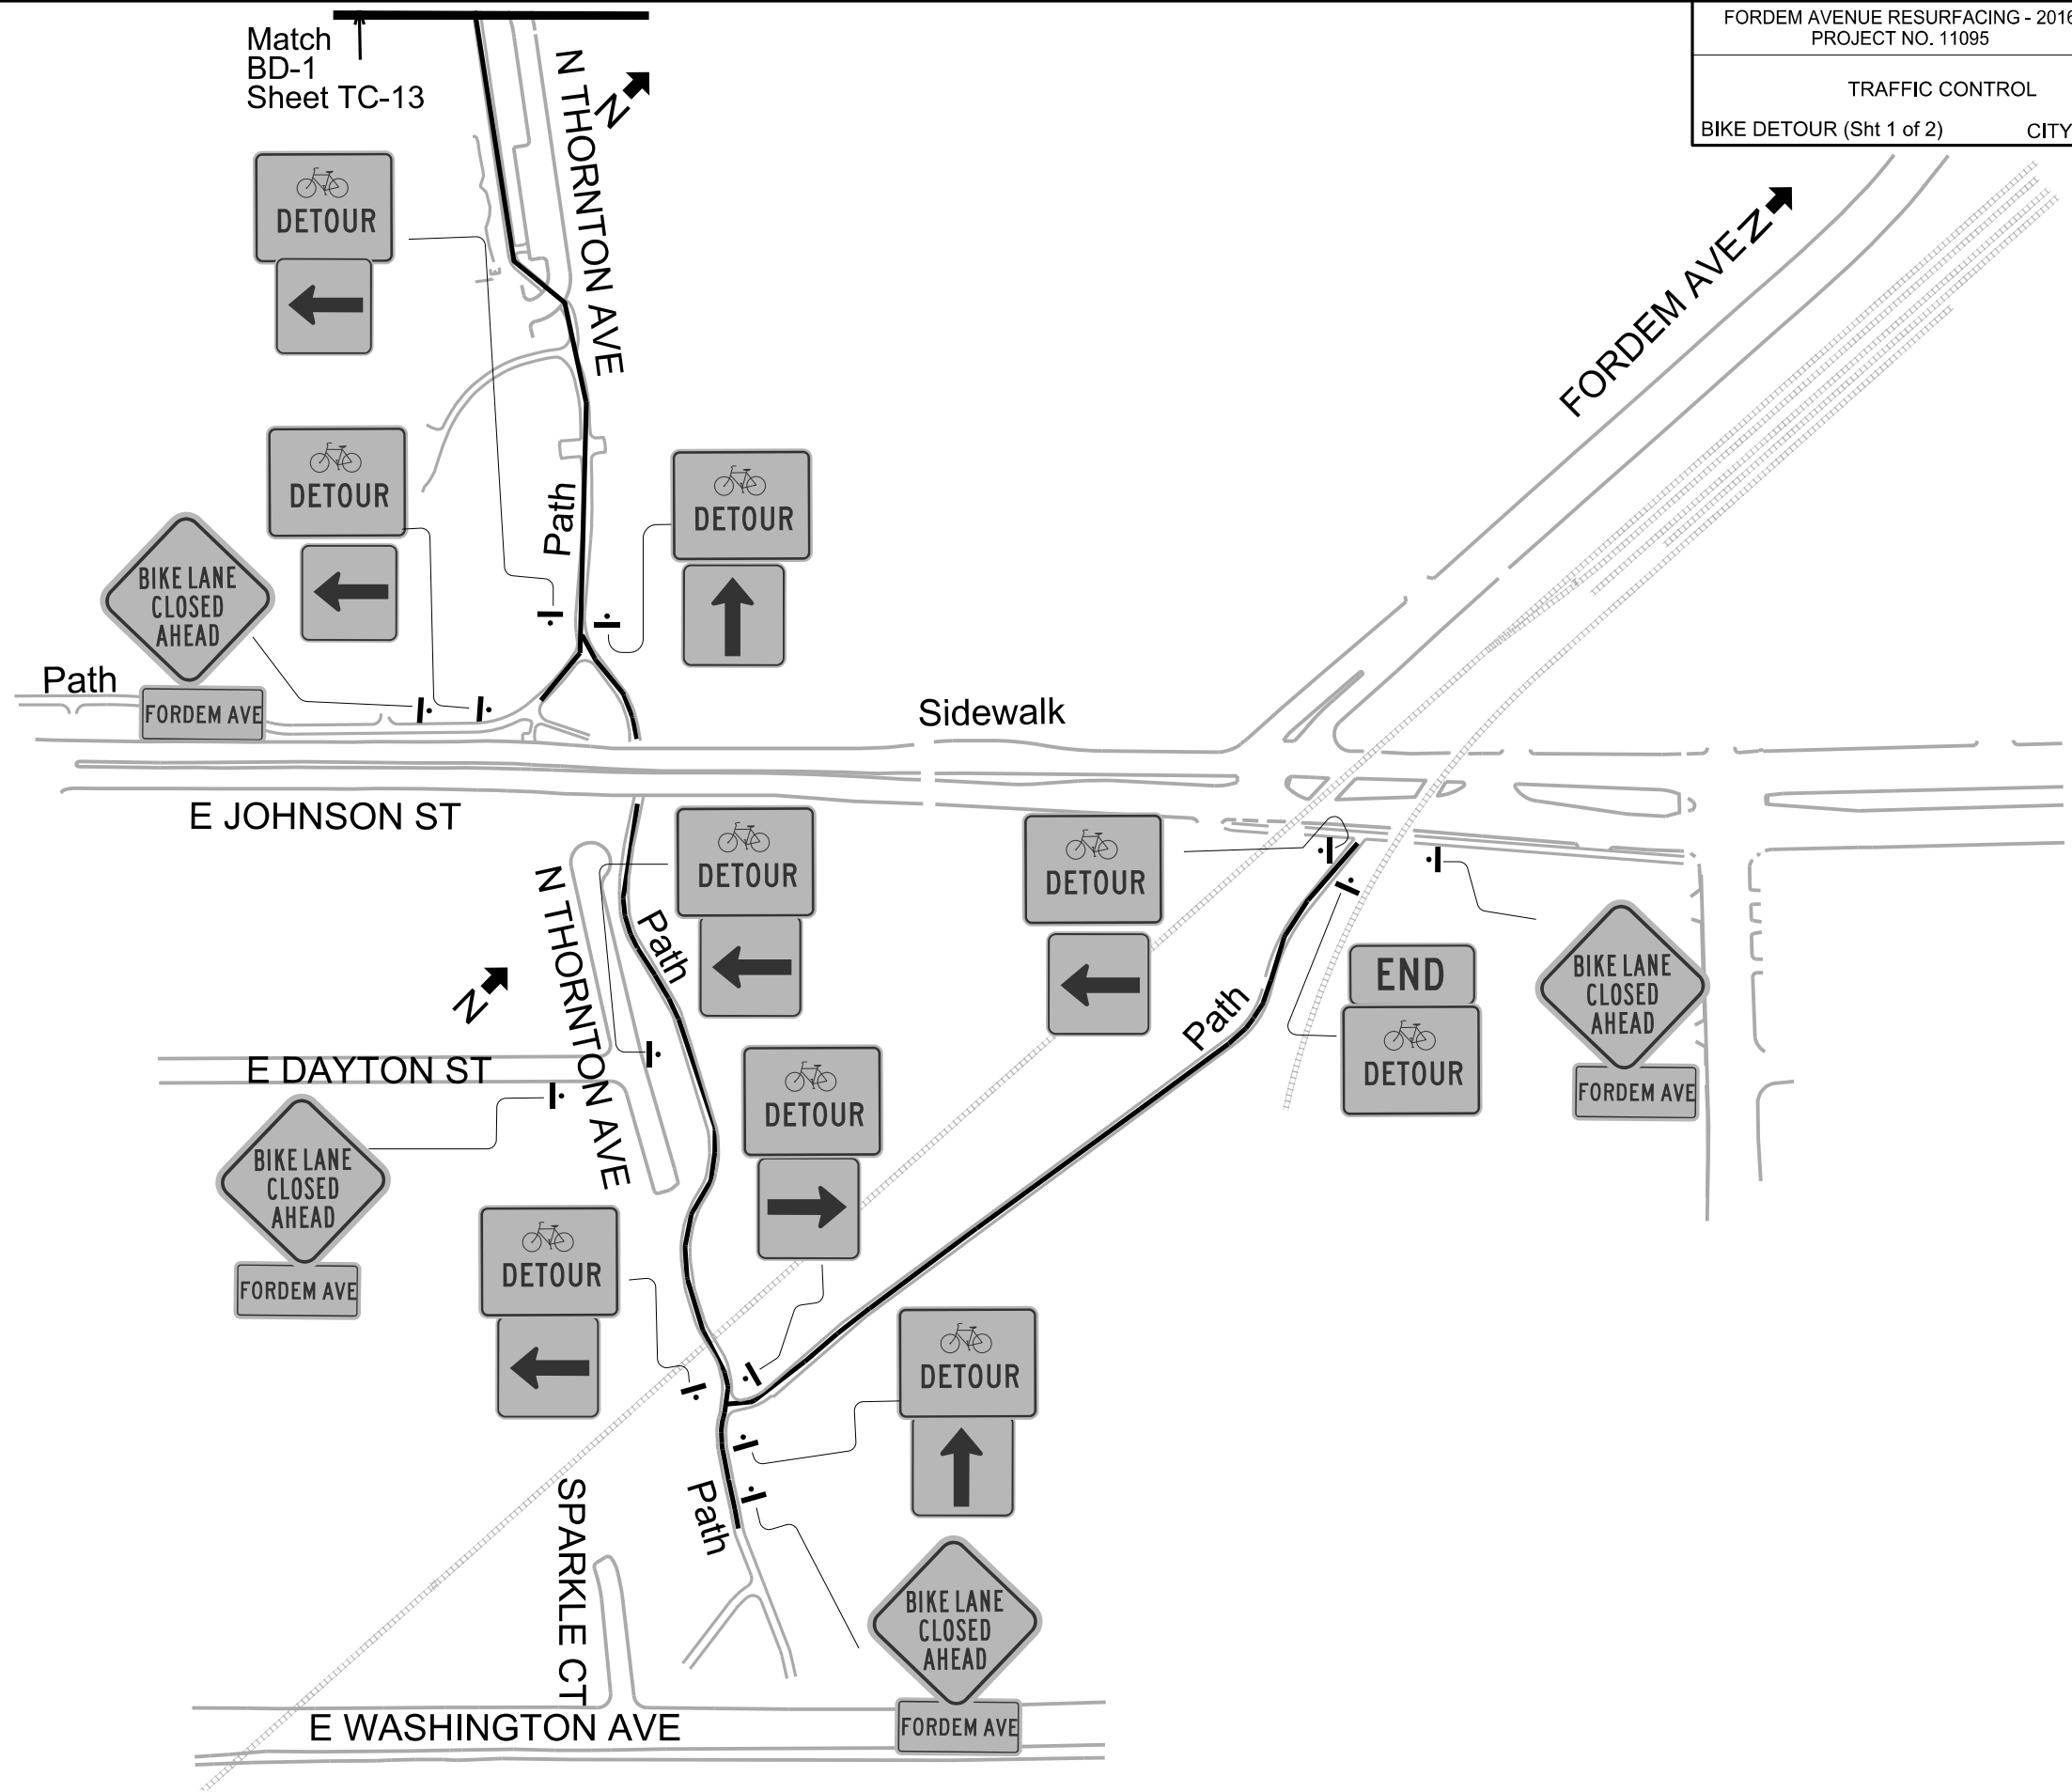 FORDEM AVENUE RESURFACING - 2016
PROJECT NO. 11095
TRAFFIC CONTROL
BIKE DETOUR (Sht 1 of 2)
CITY
Match
BD-1
Sheet TC-13
N THORNTON AVE
N
DETOUR
FORDEM AVE
N
DETOUR
DETOUR
Path
BIKE LANE
CLOSED
AHEAD
FORDEM AVE
Path
Sidewalk
E JOHNSON ST
DETOUR
DETOUR
N THORNTON AVE
Path
N
END
DETOUR
BIKE LANE
CLOSED
AHEAD
FORDEM AVE
Path
E DAYTON ST
DETOUR
BIKE LANE
CLOSED
AHEAD
FORDEM AVE
DETOUR
DETOUR
SPARKLE CT
Path
BIKE LANE
CLOSED
AHEAD
FORDEM AVE
E WASHINGTON AVE